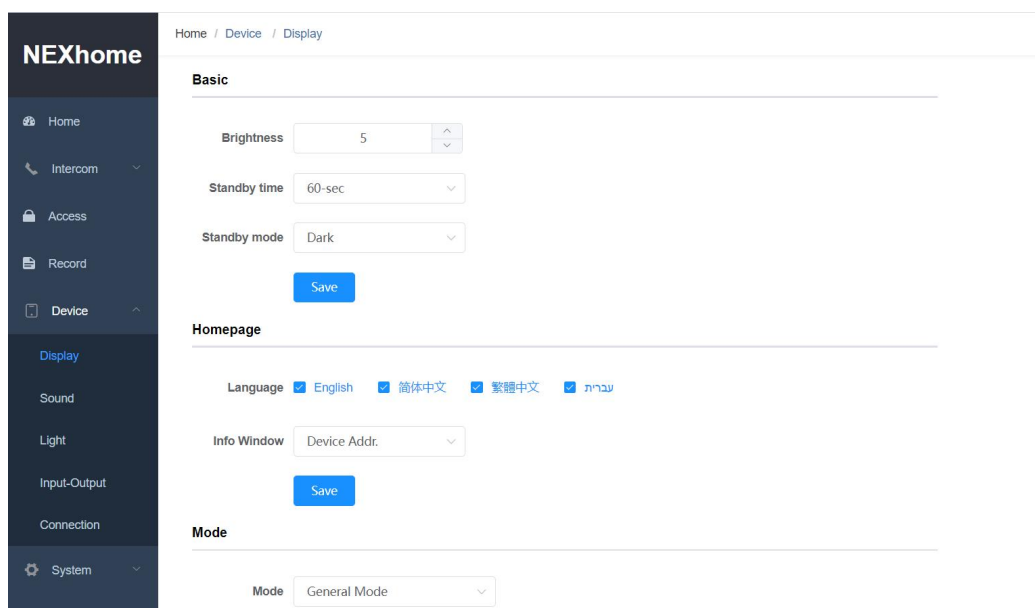 NEXhome
Home
Intercom
Access
Record
Device
Display
Sound
Light
Input-Output
Connection
System
Home / Device / Display
Basic
Brightness 5
Standby time 60-sec
Standby mode Dark
Save
Homepage
Language English 简体中文 繁體中文 עברית
Info Window Device Addr.
Save
Mode
Mode General Mode